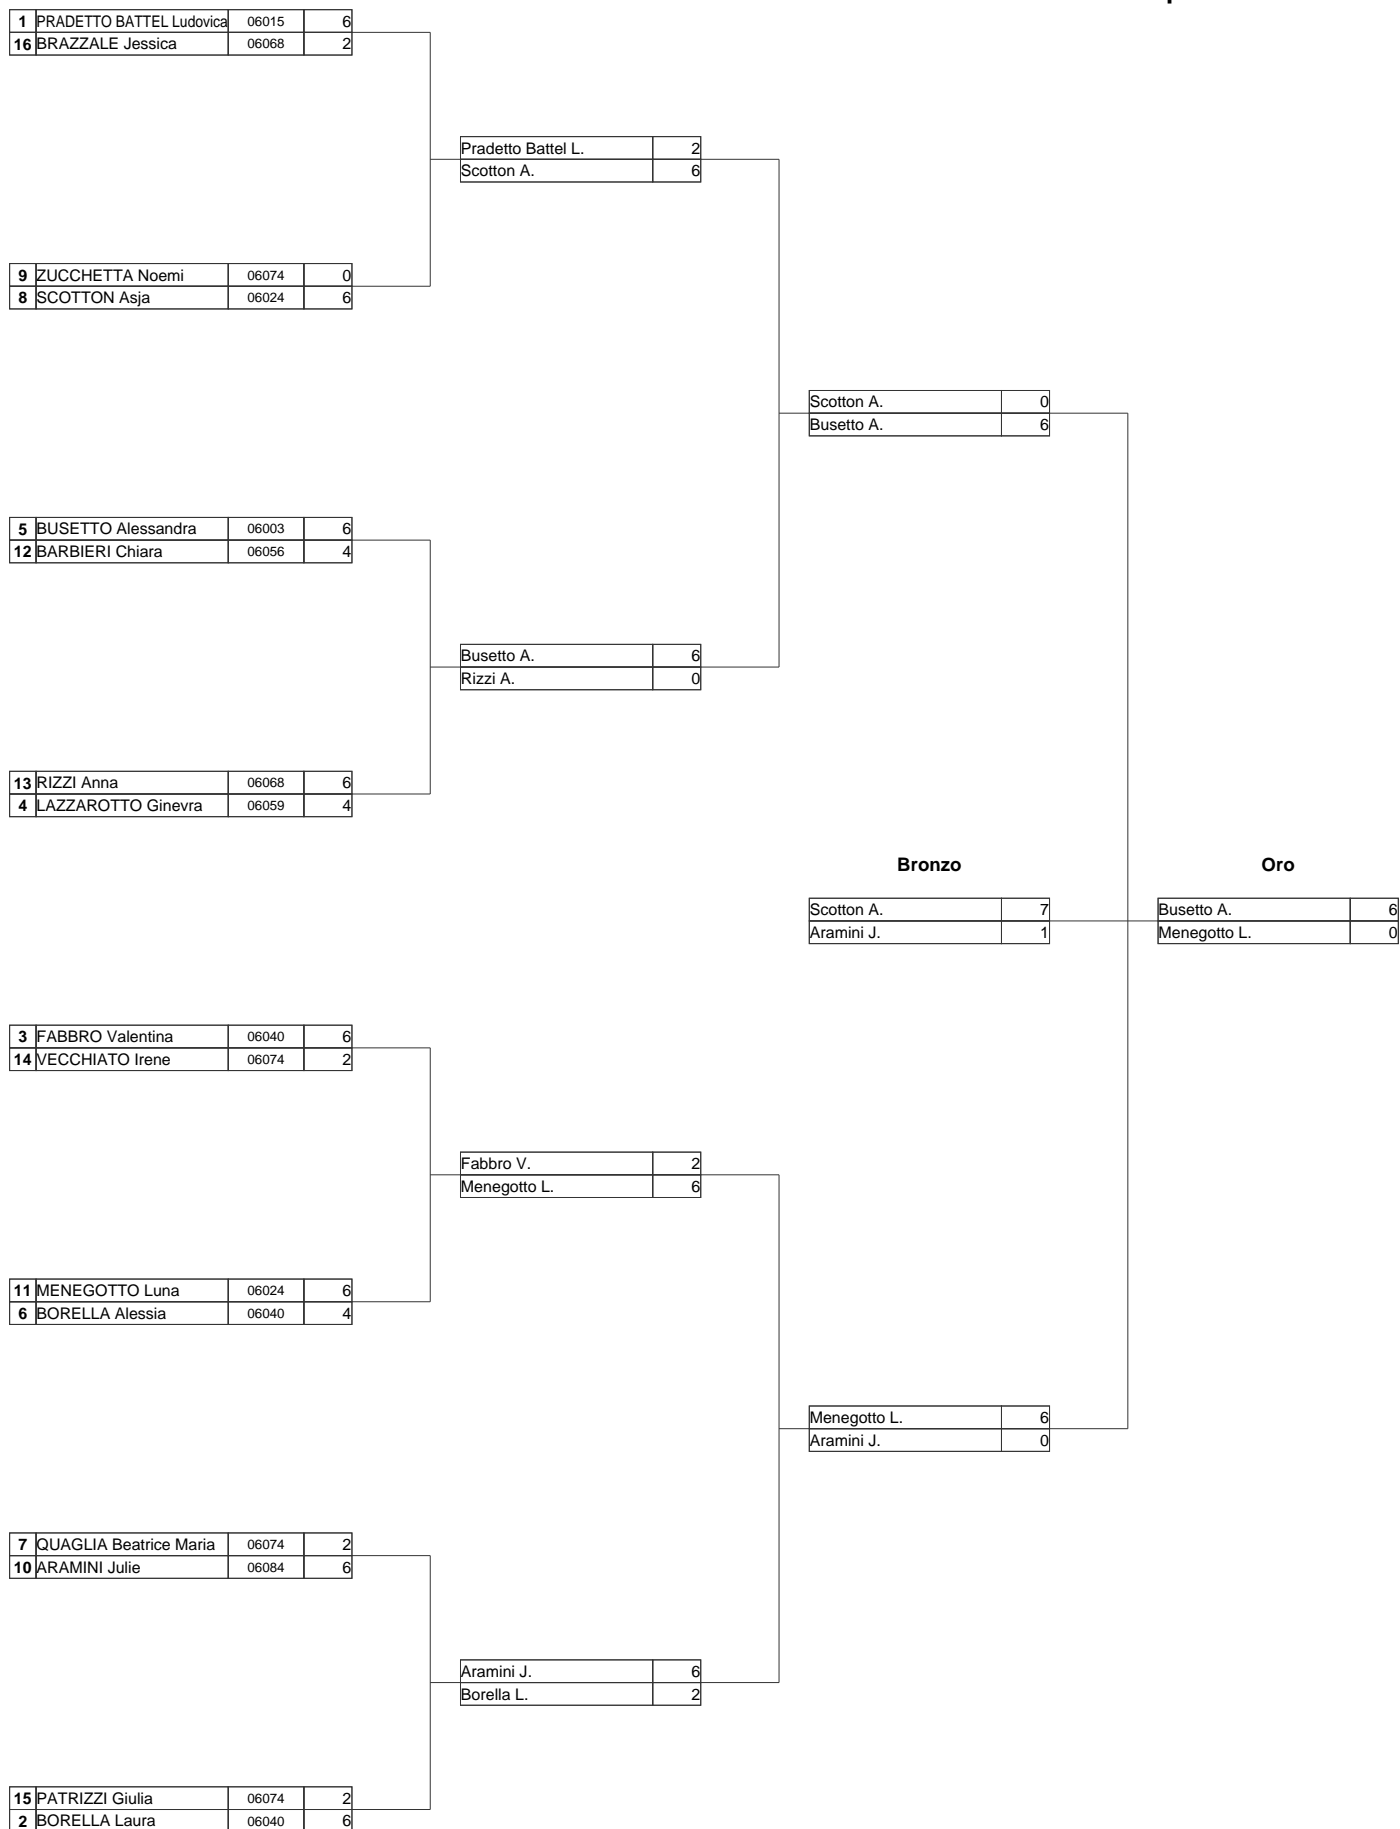 1 PRADETTO BATTEL Ludovica 06015 6
16 BRAZZALE Jessica 06068 2
Pradetto Battel L. 2
Scotton A. 6
9 ZUCCHETTA Noemi 06074 0
8 SCOTTON Asja 06024 6
Scotton A. 0
Busetto A. 6
5 BUSETTO Alessandra 06003 6
12 BARBIERI Chiara 06056 4
Busetto A. 6
Rizzi A. 0
13 RIZZI Anna 06068 6
4 LAZZAROTTO Ginevra 06059 4
Bronzo Oro
Scotton A. 7 Busetto A. 6
Aramini J. 1 Menegotto L. 0
3 FABBRO Valentina 06040 6
14 VECCHIATO Irene 06074 2
Fabbro V. 2
Menegotto L. 6
11 MENEGOTTO Luna 06024 6
6 BORELLA Alessia 06040 4
Menegotto L. 6
Aramini J. 0
7 QUAGLIA Beatrice Maria 06074 2
10 ARAMINI Julie 06084 6
Aramini J. 6
Borella L. 2
15 PATRIZZI Giulia 06074 2
2 BORELLA Laura 06040 6